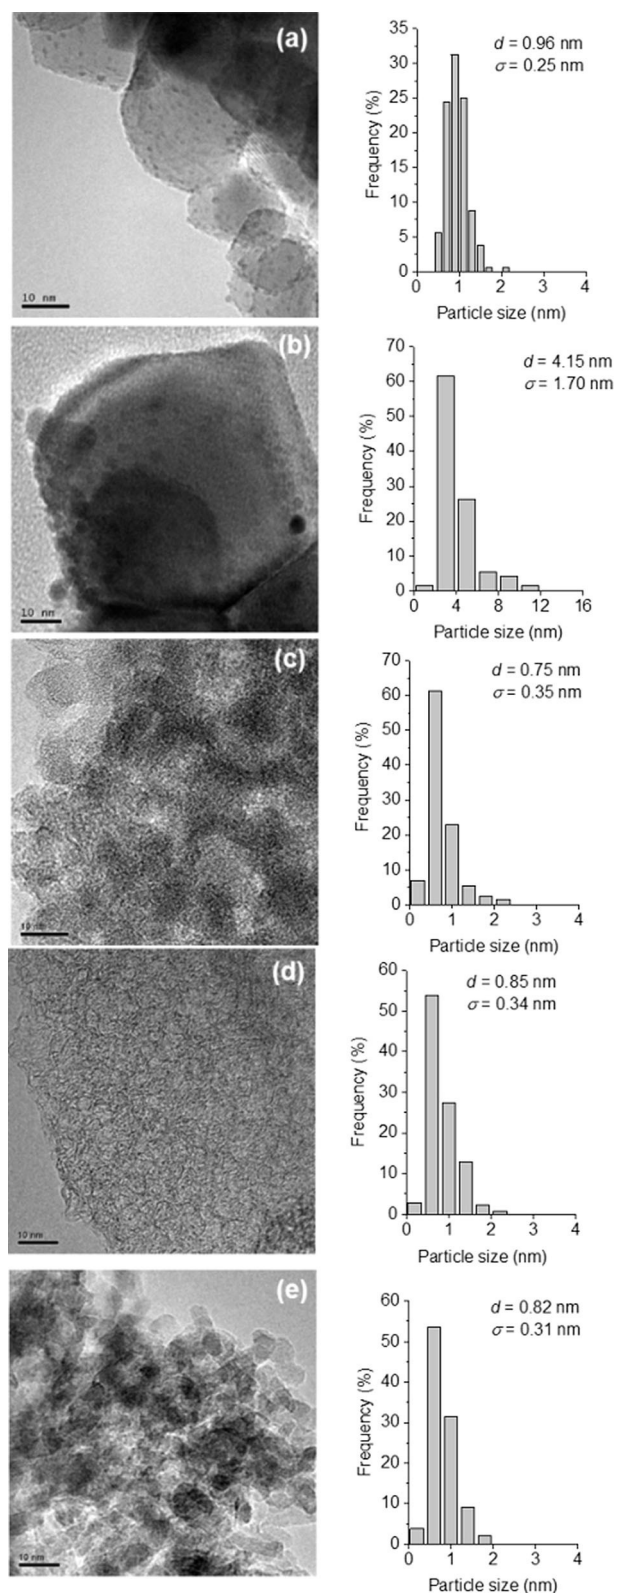 (a)
10 nm
d = 0.96 nm
σ = 0.25 nm
Frequency (%)
35
30
25
20
15
10
5
0
0 1 2 3 4
Particle size (nm)
(b)
10 nm
d = 4.15 nm
σ = 1.70 nm
Frequency (%)
70
60
50
40
30
20
10
0
0 4 8 12 16
Particle size (nm)
(c)
10 nm
d = 0.75 nm
σ = 0.35 nm
Frequency (%)
70
60
50
40
30
20
10
0
0 1 2 3 4
Particle size (nm)
(d)
10 nm
d = 0.85 nm
σ = 0.34 nm
Frequency (%)
60
50
40
30
20
10
0
0 1 2 3 4
Particle size (nm)
(e)
10 nm
d = 0.82 nm
σ = 0.31 nm
Frequency (%)
60
50
40
30
20
10
0
0 1 2 3 4
Particle size (nm)